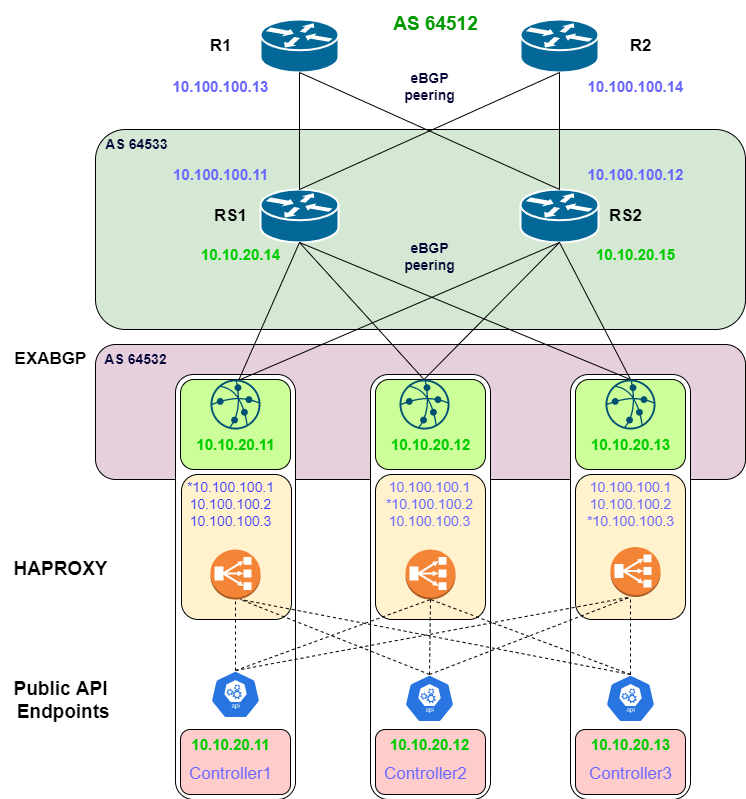 AS 64512
R1
R2
10.100.100.13
eBGP
peering
10.100.100.14
AS 64533
10.100.100.11
10.100.100.12
RS1
RS2
10.10.20.14
eBGP
peering
10.10.20.15
EXABGP
AS 64532
10.10.20.11
10.10.20.12
10.10.20.13
*10.100.100.1
10.100.100.2
10.100.100.3
10.100.100.1
*10.100.100.2
10.100.100.3
10.100.100.1
10.100.100.2
*10.100.100.3
HAPROXY
Public API
Endpoints
api
api
api
10.10.20.11
Controller1
10.10.20.12
Controller2
10.10.20.13
Controller3